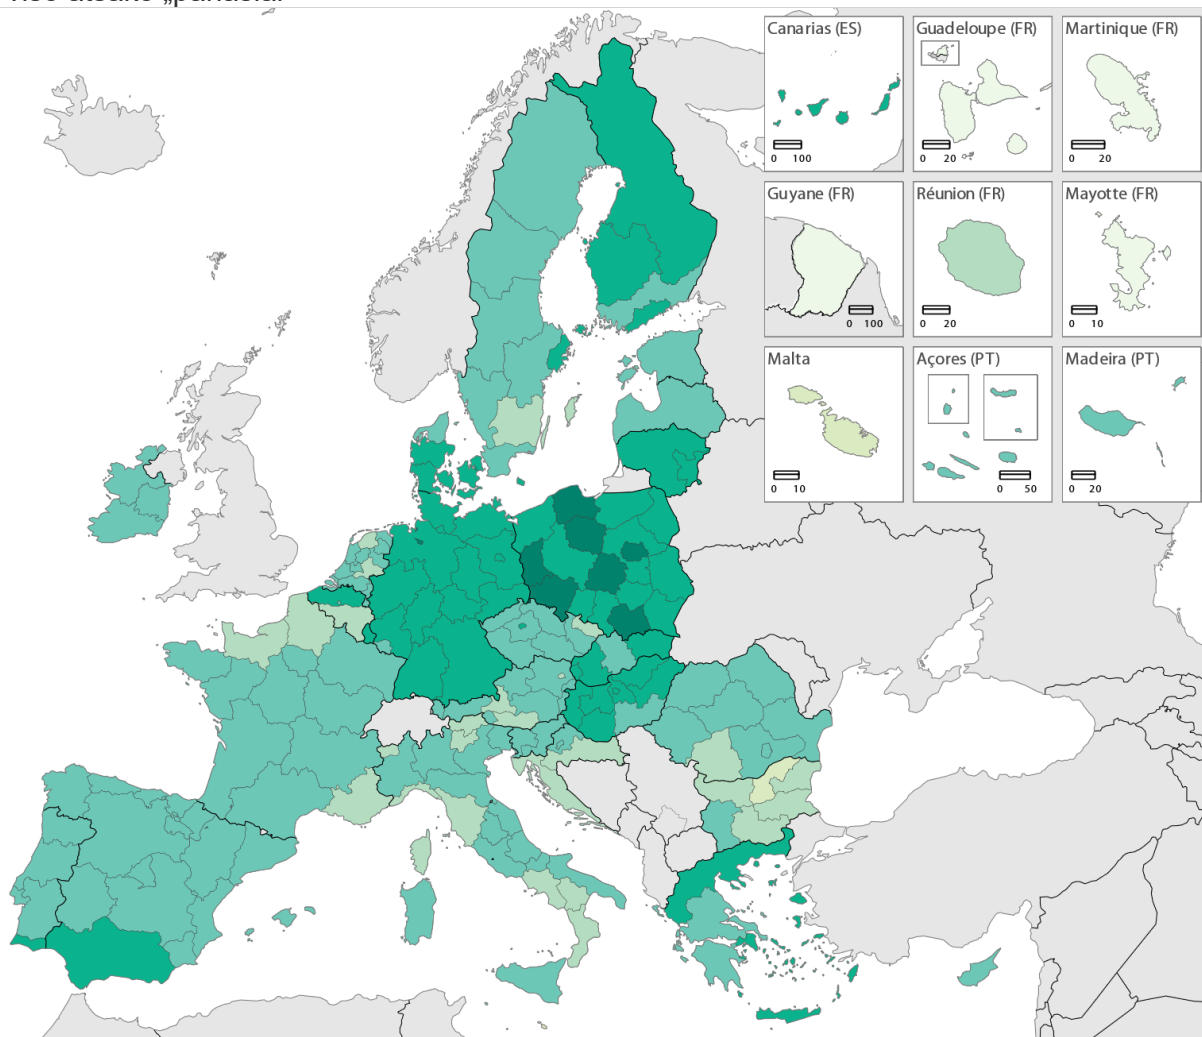 Canarias (ES)
0 100
Guadeloupe (FR)
0 20
Martinique (FR)
0 20
Guyane (FR)
0 100
Réunion (FR)
0 20
Mayotte (FR)
0 10
Malta
0 10
Açores (PT)
0 50
Madeira (PT)
0 20